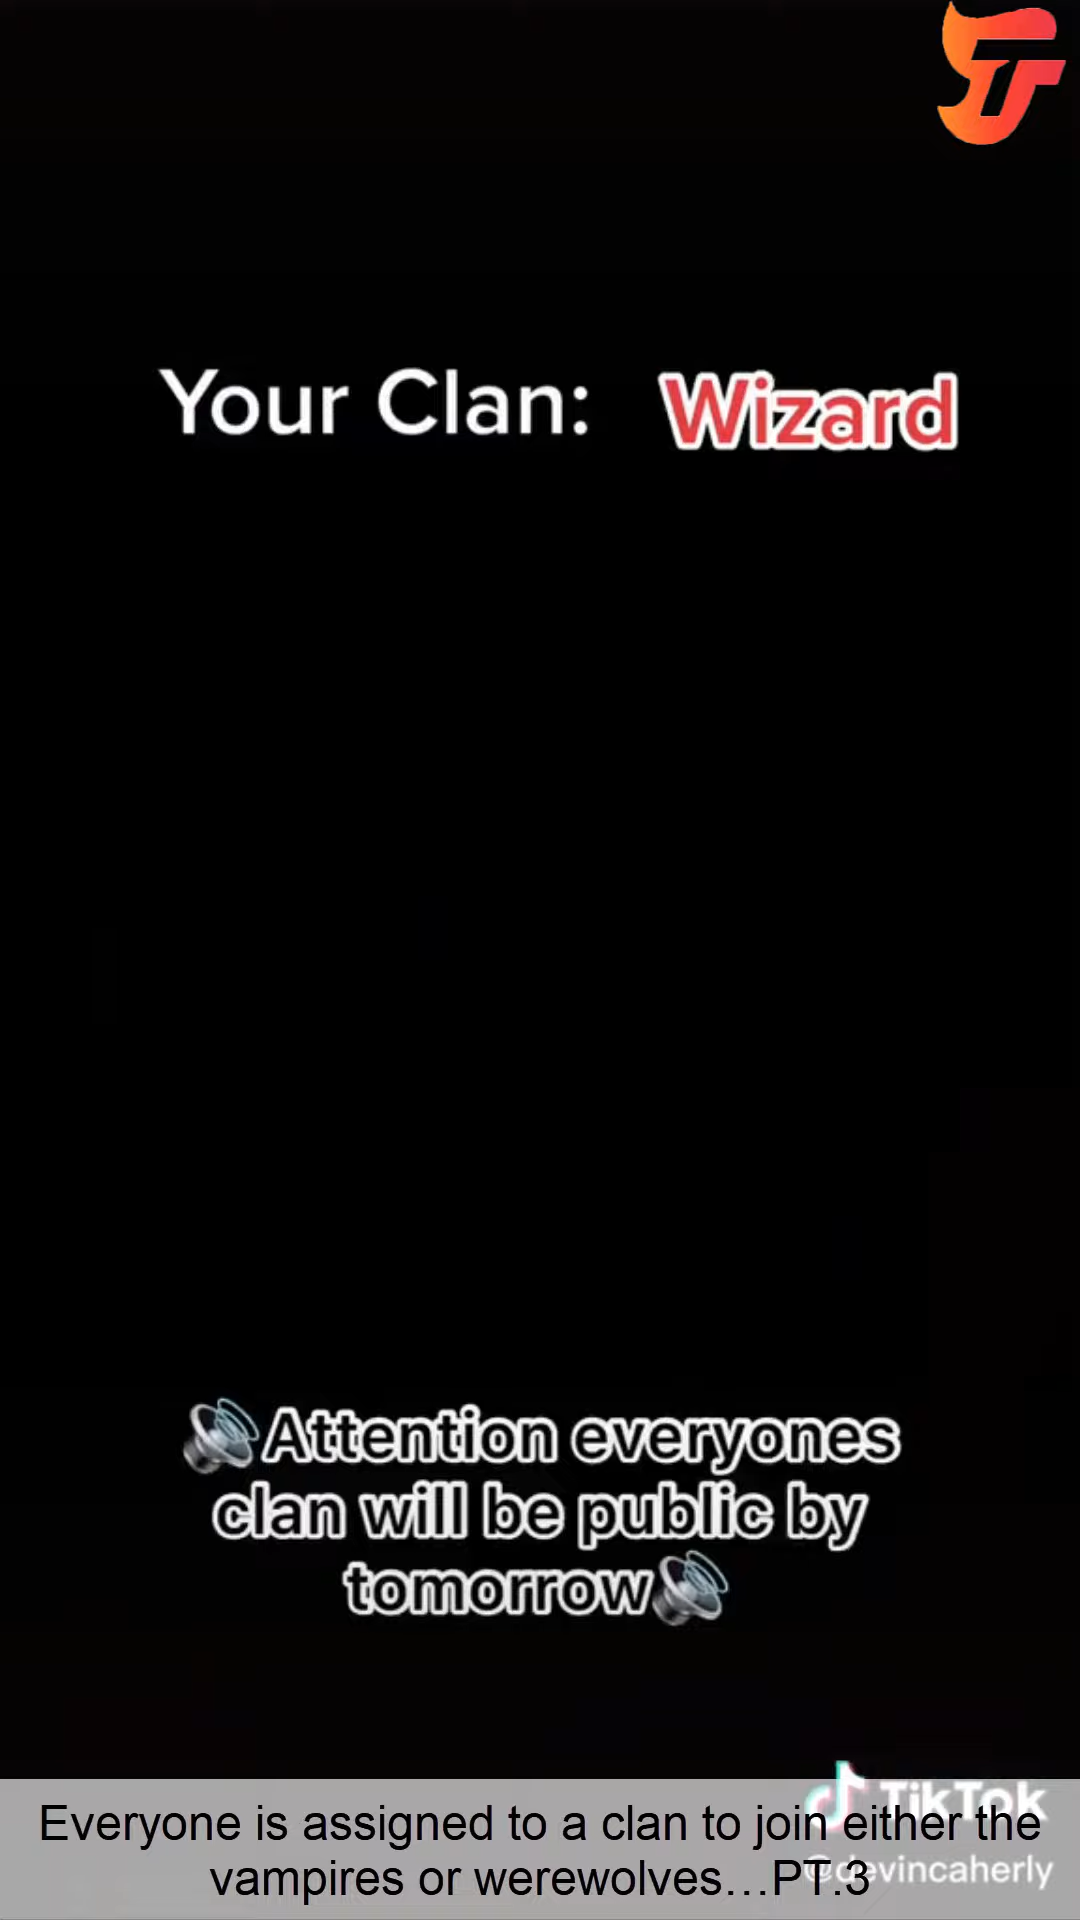 Your Clan: Wizard
🔊Attention everyones
clan will be public by
tomorrow🔊
TikTok
@devincaherly
Everyone is assigned to a clan to join either the
vampires or werewolves…PT.3